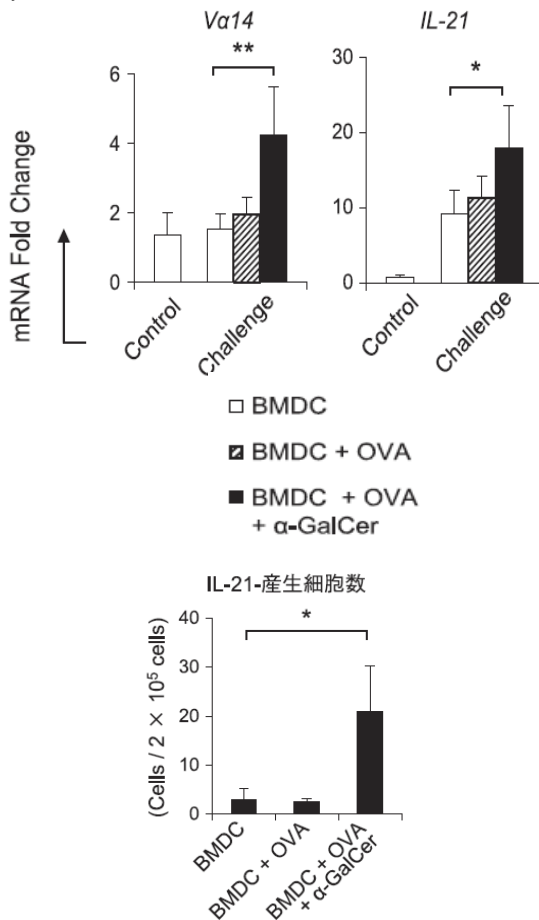 Vα14
IL-21
mRNA Fold Change
6
4
2
0
**
Control
Challenge
30
20
10
0
*
Control
Challenge
BMDC
BMDC + OVA
BMDC + OVA
+ α-GalCer
IL-21-産生細胞数
(Cells / 2 × 10⁵ cells)
40
30
20
10
0
*
BMDC
BMDC + OVA
BMDC + OVA
+ α-GalCer